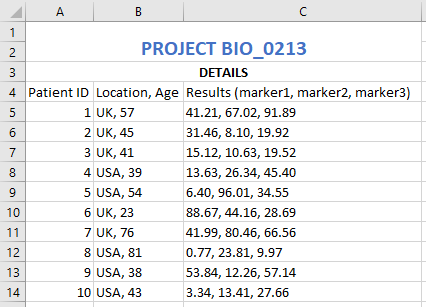 A B C
1
2 PROJECT BIO_0213
3 DETAILS
4 Patient ID Location, Age Results (marker1, marker2, marker3)
5 1 UK, 57 41.21, 67.02, 91.89
6 2 UK, 45 31.46, 8.10, 19.92
7 3 UK, 41 15.12, 10.63, 19.52
8 4 USA, 39 13.63, 26.34, 45.40
9 5 USA, 54 6.40, 96.01, 34.55
10 6 UK, 23 88.67, 44.16, 28.69
11 7 UK, 76 41.99, 80.46, 66.56
12 8 USA, 81 0.77, 23.81, 9.97
13 9 USA, 38 53.84, 12.26, 57.14
14 10 USA, 43 3.34, 13.41, 27.66